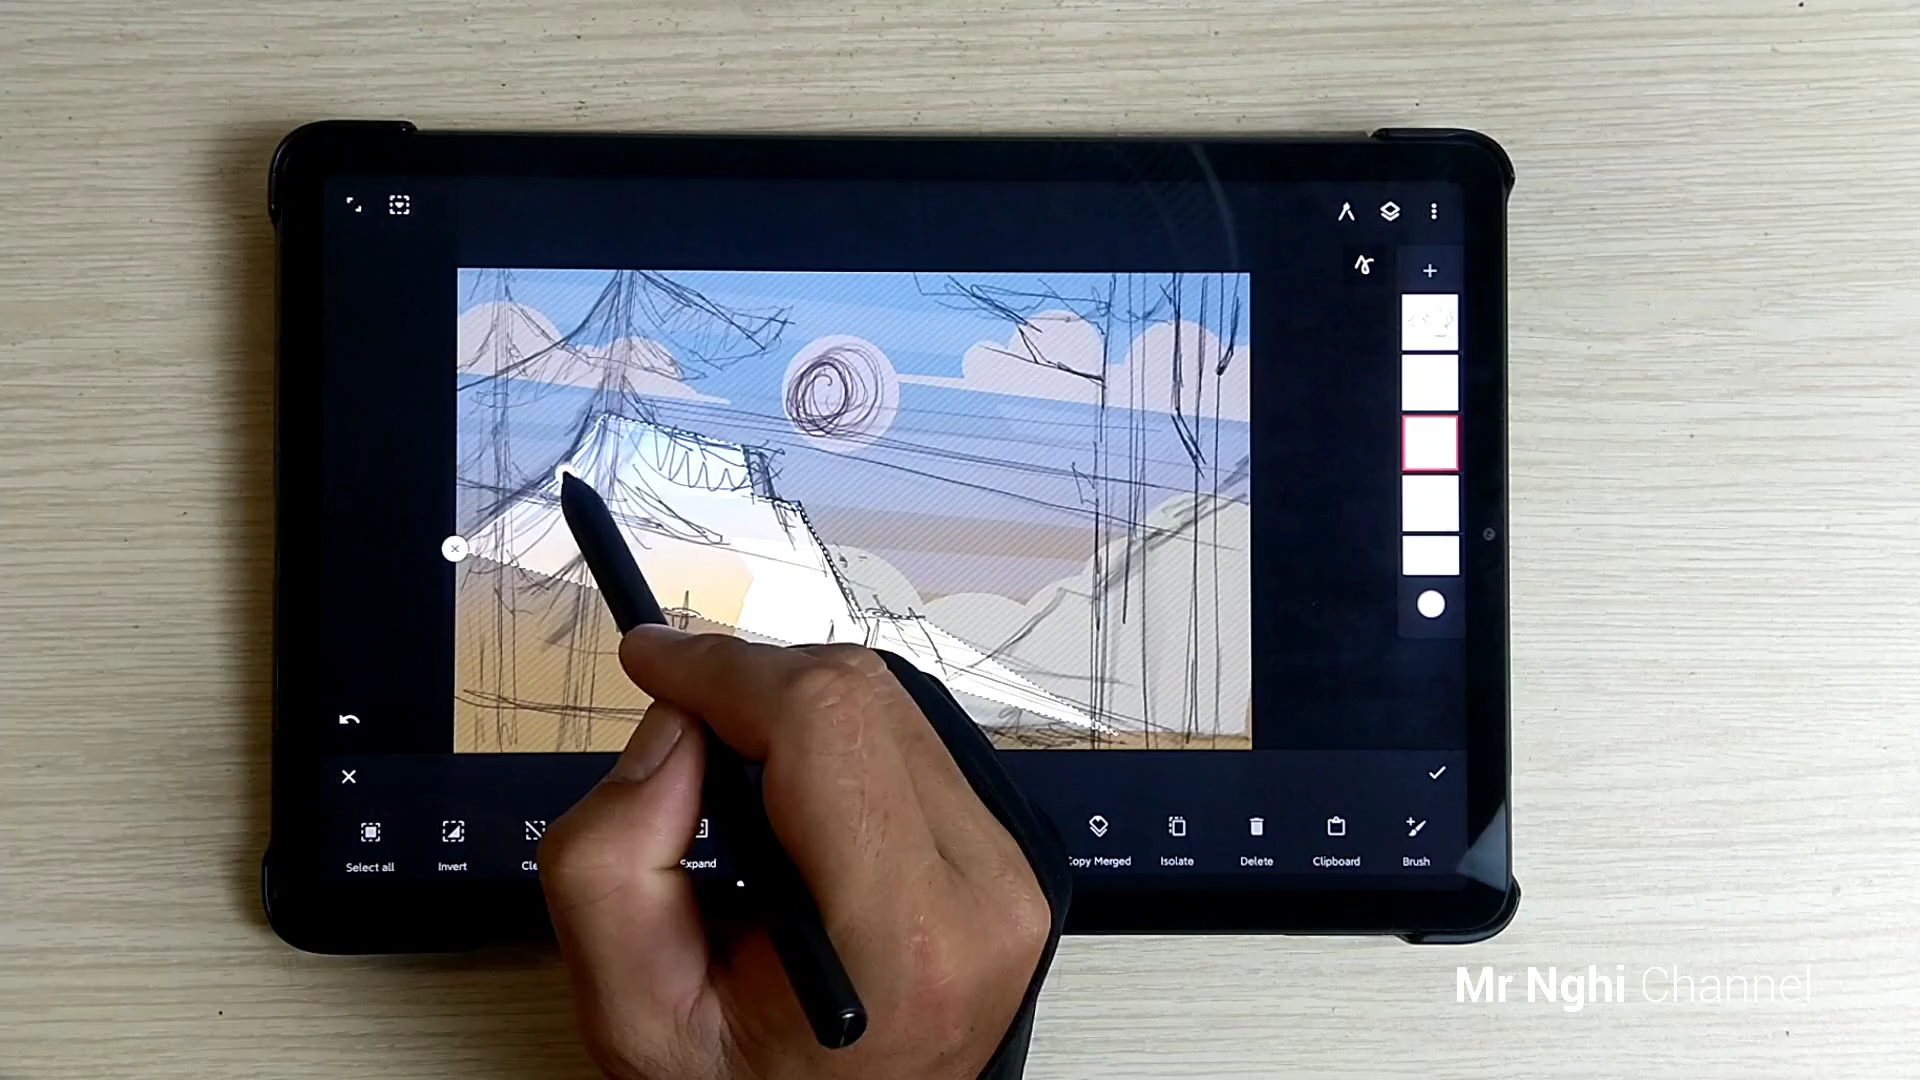 Select all
Invert
Expand
Copy Merged
Isolate
Delete
Clipboard
Brush
Mr Nghi Channel